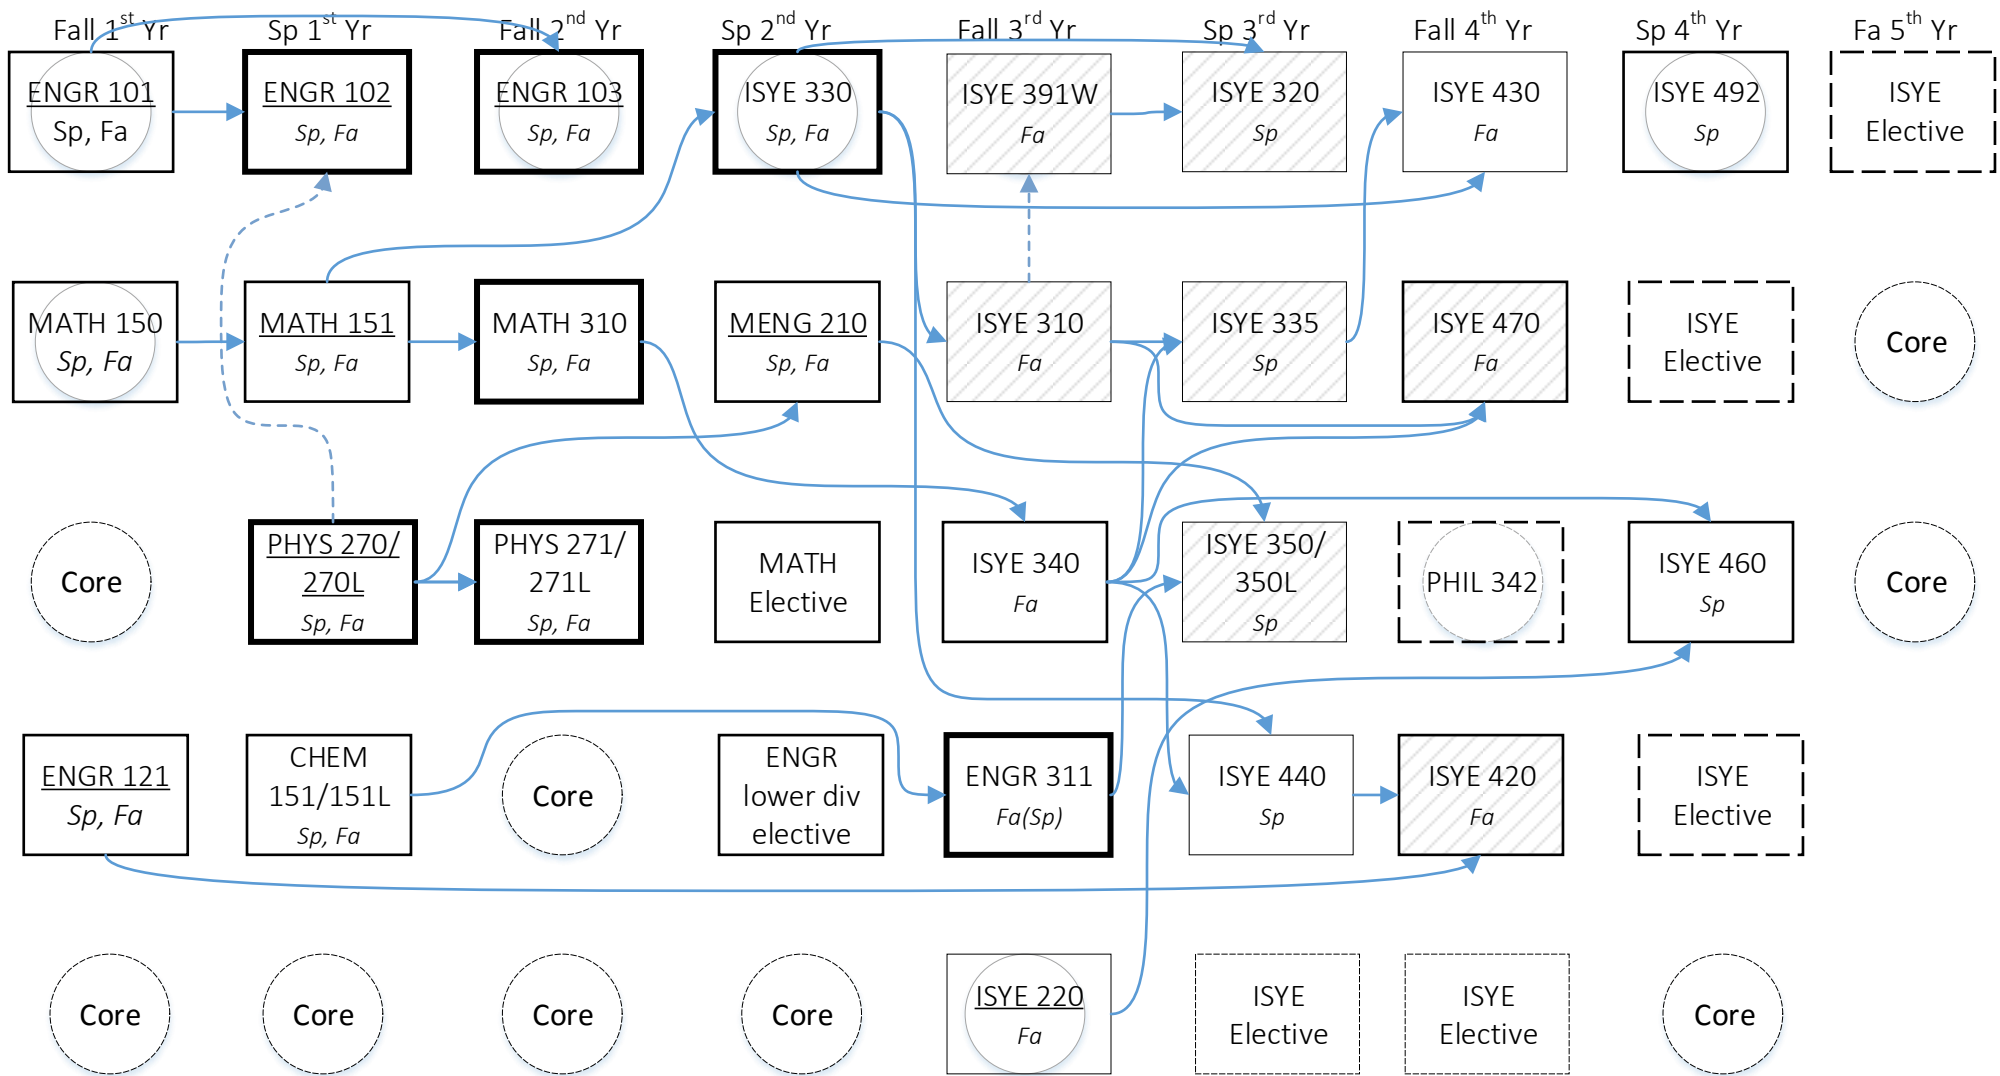 Fall 1st Yr
Sp 1st Yr
Fall 2nd Yr
Sp 2nd Yr
Fall 3rd Yr
Sp 3rd Yr
Fall 4th Yr
Sp 4th Yr
Fa 5th Yr
ENGR 101
Sp, Fa
ENGR 102
Sp, Fa
ENGR 103
Sp, Fa
ISYE 330
Sp, Fa
ISYE 391W
Fa
ISYE 320
Sp
ISYE 430
Fa
ISYE 492
Sp
ISYE
Elective
MATH 150
Sp, Fa
MATH 151
Sp, Fa
MATH 310
Sp, Fa
MENG 210
Sp, Fa
ISYE 310
Fa
ISYE 335
Sp
ISYE 470
Fa
ISYE
Elective
Core
Core
PHYS 270/
270L
Sp, Fa
PHYS 271/
271L
Sp, Fa
MATH
Elective
ISYE 340
Fa
ISYE 350/
350L
Sp
PHIL 342
ISYE 460
Sp
Core
ENGR 121
Sp, Fa
CHEM
151/151L
Sp, Fa
Core
ENGR
lower div
elective
ENGR 311
Fa(Sp)
ISYE 440
Sp
ISYE 420
Fa
ISYE
Elective
Core
Core
Core
Core
ISYE 220
Fa
ISYE
Elective
ISYE
Elective
Core